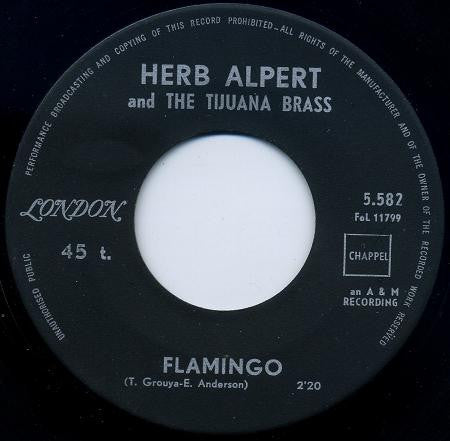 UNAUTHORISED PUBLIC PERFORMANCE BROADCASTING AND COPYING OF THIS RECORD PROHIBITED—ALL RIGHTS OF THE MANUFACTURER AND OF THE OWNER OF THE RECORDED WORK RESERVED
HERB ALPERT
and THE TIJUANA BRASS
LONDON
45 t.
5.582
FoL 11799
CHAPPEL
an A & M
RECORDING
FLAMINGO
(T. Grouya-E. Anderson) 2'20